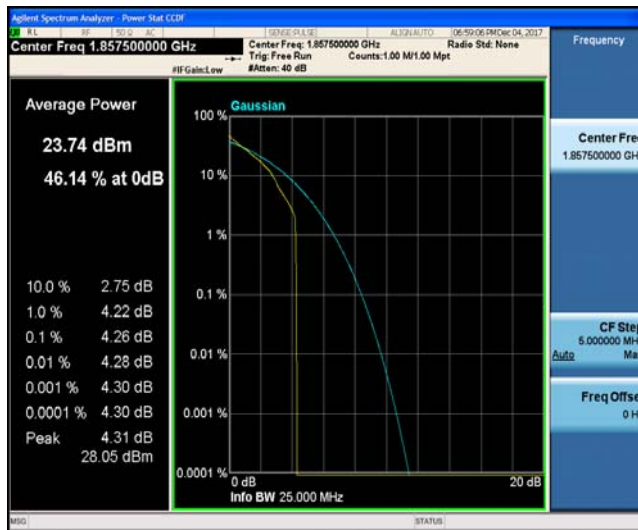 Agilent Spectrum Analyzer - Power Stat CCDF
RL RF 50 Ω AC SENSE:PULSE ALIGN AUTO 06:59:06 PM Dec 04, 2017
Center Freq 1.857500000 GHz
Center Freq: 1.857500000 GHz Radio Std: None
Trig: Free Run Counts:1.00 M/1.00 Mpt
#IFGain:Low #Atten: 40 dB
Frequency
Average Power
23.74 dBm
46.14 % at 0dB
10.0 % 2.75 dB
1.0 % 4.22 dB
0.1 % 4.26 dB
0.01 % 4.28 dB
0.001 % 4.30 dB
0.0001 % 4.30 dB
Peak 4.31 dB
28.05 dBm
Gaussian
100 %
10 %
1 %
0.1 %
0.01 %
0.001 %
0.0001 %
0 dB 20 dB
Info BW 25.000 MHz
Center Fre
1.857500000 GH
CF Step
5.000000 MH
Auto Ma
Freq Offse
0 H
MSG STATUS